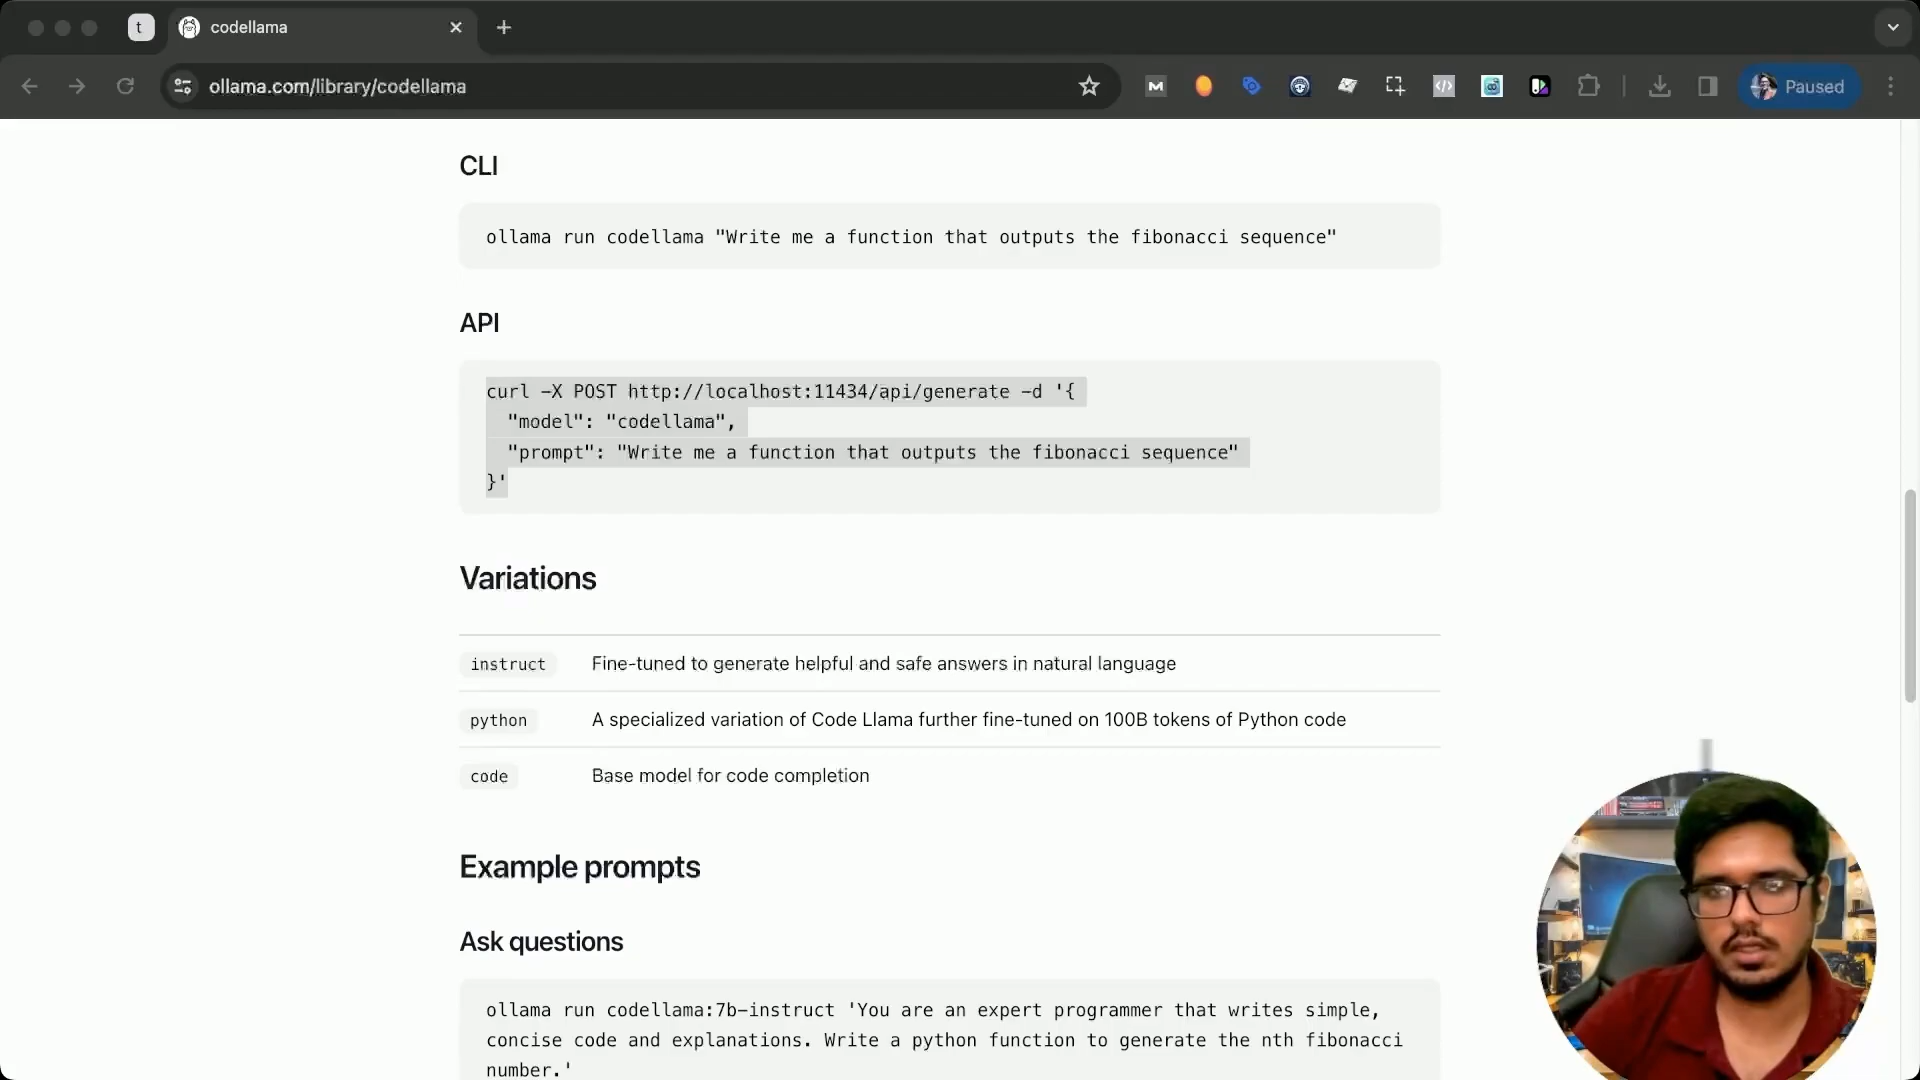 t
codellama
ollama.com/library/codellama
Paused
CLI
ollama run codellama "Write me a function that outputs the fibonacci sequence"
API
curl -X POST http://localhost:11434/api/generate -d '{
"model": "codellama",
"prompt": "Write me a function that outputs the fibonacci sequence"
}'
Variations
instruct Fine-tuned to generate helpful and safe answers in natural language
python A specialized variation of Code Llama further fine-tuned on 100B tokens of Python code
code Base model for code completion
Example prompts
Ask questions
ollama run codellama:7b-instruct 'You are an expert programmer that writes simple,
concise code and explanations. Write a python function to generate the nth fibonacci
number.'